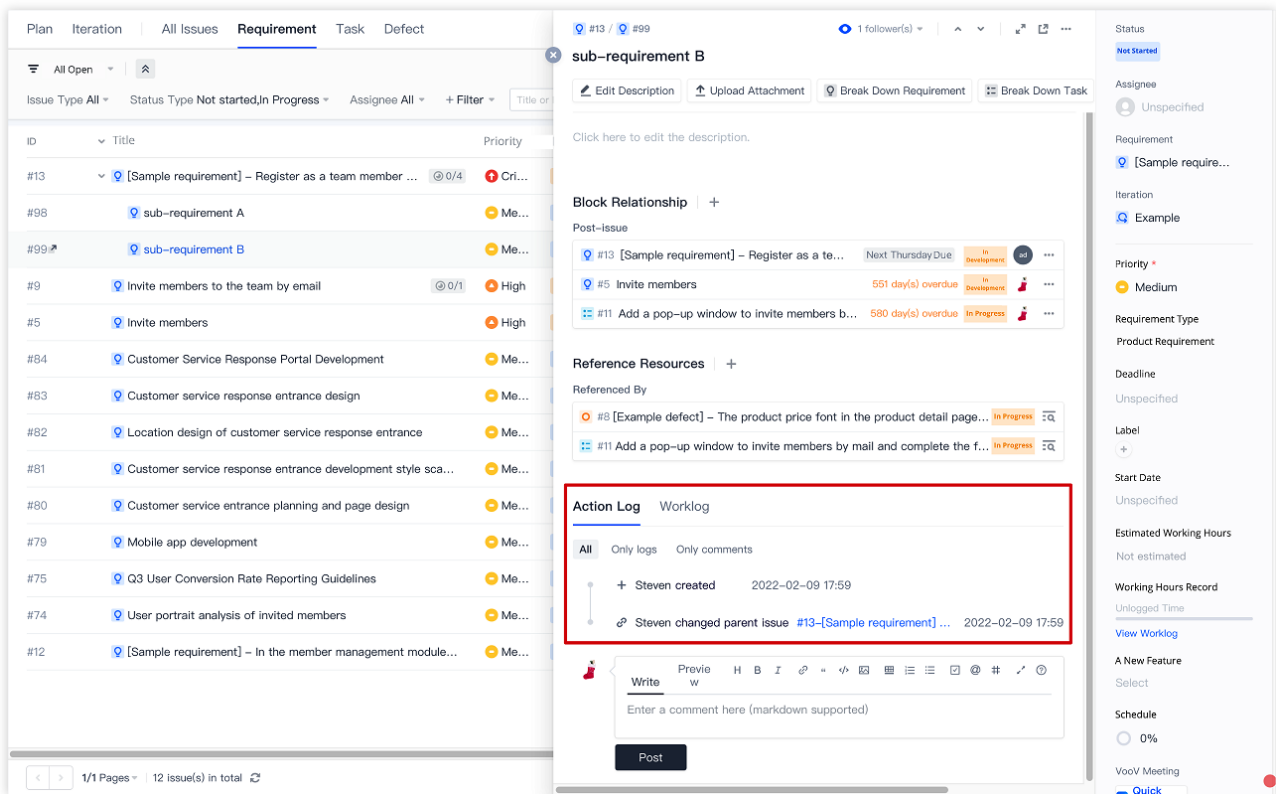 Plan Iteration All Issues Requirement Task Defect
All Open
Issue Type All Status Type Not started,In Progress Assignee All + Filter Title or
ID Title Priority
#13 [Sample requirement] – Register as a team member ... 0/4 Cri...
#98 sub-requirement A Me...
#99 sub-requirement B Me...
#9 Invite members to the team by email 0/1 High
#5 Invite members High
#84 Customer Service Response Portal Development Me...
#83 Customer service response entrance design Me...
#82 Location design of customer service response entrance Me...
#81 Customer service response entrance development style sca... Me...
#80 Customer service entrance planning and page design Me...
#79 Mobile app development Me...
#75 Q3 User Conversion Rate Reporting Guidelines Me...
#74 User portrait analysis of invited members Me...
#12 [Sample requirement] – In the member management module... Me...
1/1 Pages 12 issue(s) in total
#13 / #99 1 follower(s)
sub-requirement B
Edit Description Upload Attachment Break Down Requirement Break Down Task
Click here to edit the description.
Block Relationship +
Post-issue
#13 [Sample requirement] – Register as a te... Next Thursday Due In Development ad
#5 Invite members 551 day(s) overdue In Development
#11 Add a pop-up window to invite members b... 580 day(s) overdue In Progress
Reference Resources +
Referenced By
#8 [Example defect] – The product price font in the product detail page... In Progress
#11 Add a pop-up window to invite members by mail and complete the f... In Progress
Action Log Worklog
All Only logs Only comments
+ Steven created 2022-02-09 17:59
Steven changed parent issue #13-[Sample requirement] ... 2022-02-09 17:59
Write Preview H B I “ </> @ #
Enter a comment here (markdown supported)
Post
Status
Not Started
Assignee
Unspecified
Requirement
[Sample require...
Iteration
Example
Priority *
Medium
Requirement Type
Product Requirement
Deadline
Unspecified
Label
+
Start Date
Unspecified
Estimated Working Hours
Not estimated
Working Hours Record
Unlogged Time
View Worklog
A New Feature
Select
Schedule
0%
VooV Meeting
Quick